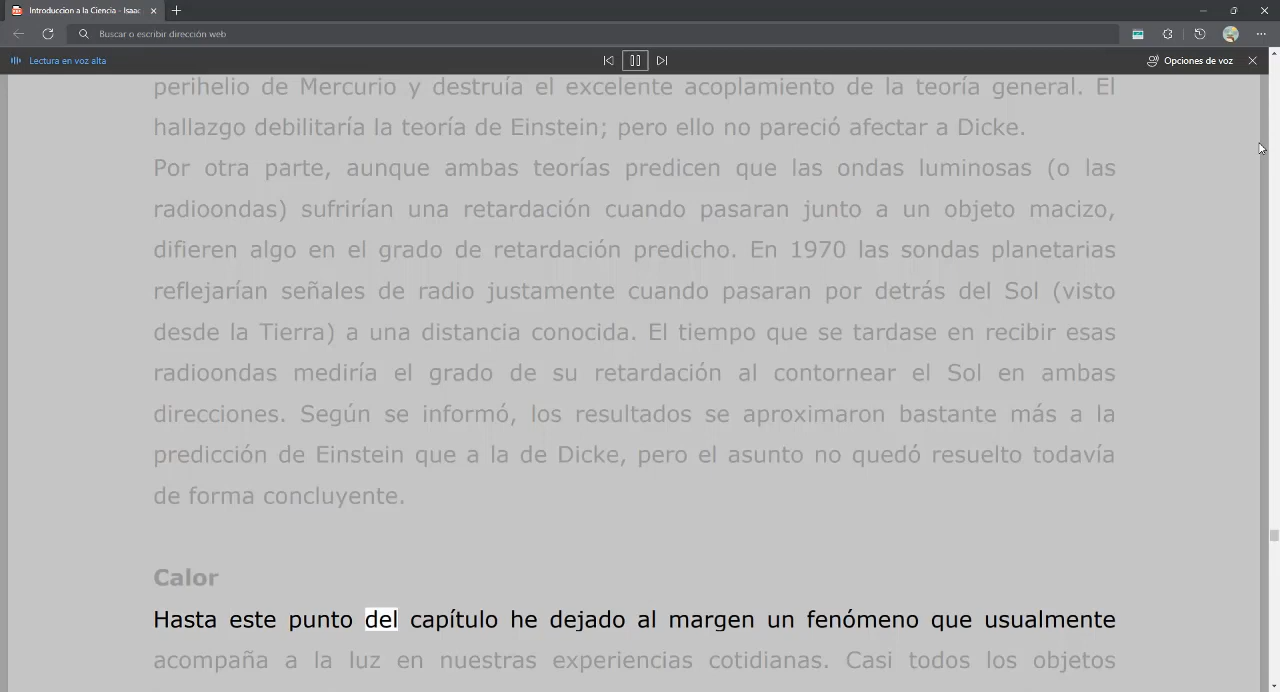 Introduccion a la Ciencia - Isaac
Buscar o escribir dirección web
Lectura en voz alta
Opciones de voz
perihelio de Mercurio y destruía el excelente acoplamiento de la teoría general. El
hallazgo debilitaría la teoría de Einstein; pero ello no pareció afectar a Dicke.
Por otra parte, aunque ambas teorías predicen que las ondas luminosas (o las
radioondas) sufrirían una retardación cuando pasaran junto a un objeto macizo,
difieren algo en el grado de retardación predicho. En 1970 las sondas planetarias
reflejarían señales de radio justamente cuando pasaran por detrás del Sol (visto
desde la Tierra) a una distancia conocida. El tiempo que se tardase en recibir esas
radioondas mediría el grado de su retardación al contornear el Sol en ambas
direcciones. Según se informó, los resultados se aproximaron bastante más a la
predicción de Einstein que a la de Dicke, pero el asunto no quedó resuelto todavía
de forma concluyente.
Calor
Hasta este punto del capítulo he dejado al margen un fenómeno que usualmente
acompaña a la luz en nuestras experiencias cotidianas. Casi todos los objetos